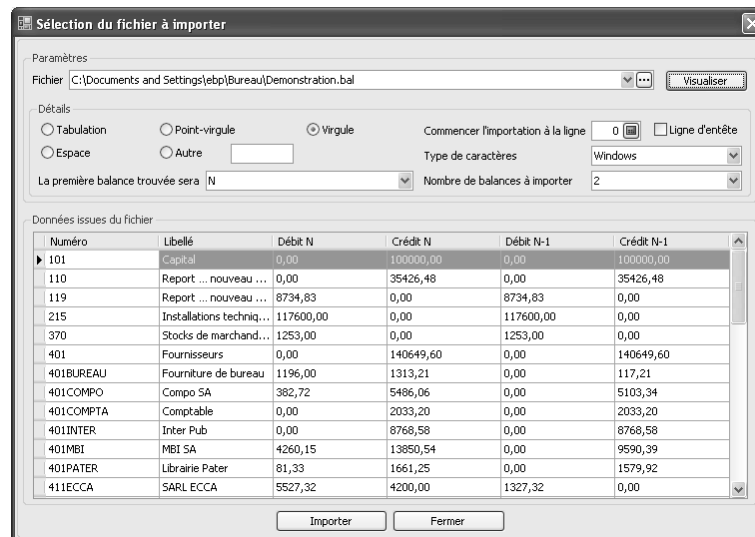 Sélection du fichier à importer
Paramètres
Fichier C:\Documents and Settings\ebp\Bureau\Demonstration.bal ... Visualiser
Détails
Tabulation Point-virgule Virgule Commencer l'importation à la ligne 0 Ligne d'entête
Espace Autre Type de caractères Windows
La première balance trouvée sera N Nombre de balances à importer 2
Données issues du fichier
Numéro Libellé Débit N Crédit N Débit N-1 Crédit N-1
101 Capital 0,00 100000,00 0,00 100000,00
110 Report ... nouveau ... 0,00 35426,48 0,00 35426,48
119 Report ... nouveau ... 8734,83 0,00 8734,83 0,00
215 Installations techniq... 117600,00 0,00 117600,00 0,00
370 Stocks de marchand... 1253,00 0,00 1253,00 0,00
401 Fournisseurs 0,00 140649,60 0,00 140649,60
401BUREAU Fourniture de bureau 1196,00 1313,21 0,00 117,21
401COMPO Compo SA 382,72 5486,06 0,00 5103,34
401COMPTA Comptable 0,00 2033,20 0,00 2033,20
401INTER Inter Pub 0,00 8768,58 0,00 8768,58
401MBI MBI SA 4260,15 13850,54 0,00 9590,39
401PATER Librairie Pater 81,33 1661,25 0,00 1579,92
411ECCA SARL ECCA 5527,32 4200,00 1327,32 0,00
Importer Fermer